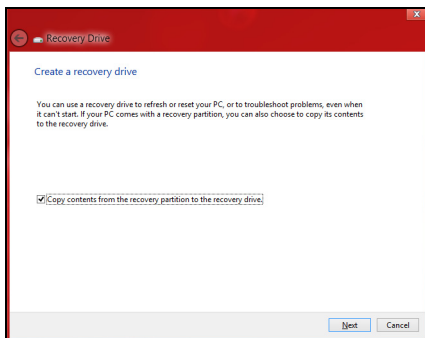 Recovery Drive
Create a recovery drive
You can use a recovery drive to refresh or reset your PC, or to troubleshoot problems, even when
it can't start. If your PC comes with a recovery partition, you can also choose to copy its contents
to the recovery drive.
Copy contents from the recovery partition to the recovery drive.
Next Cancel